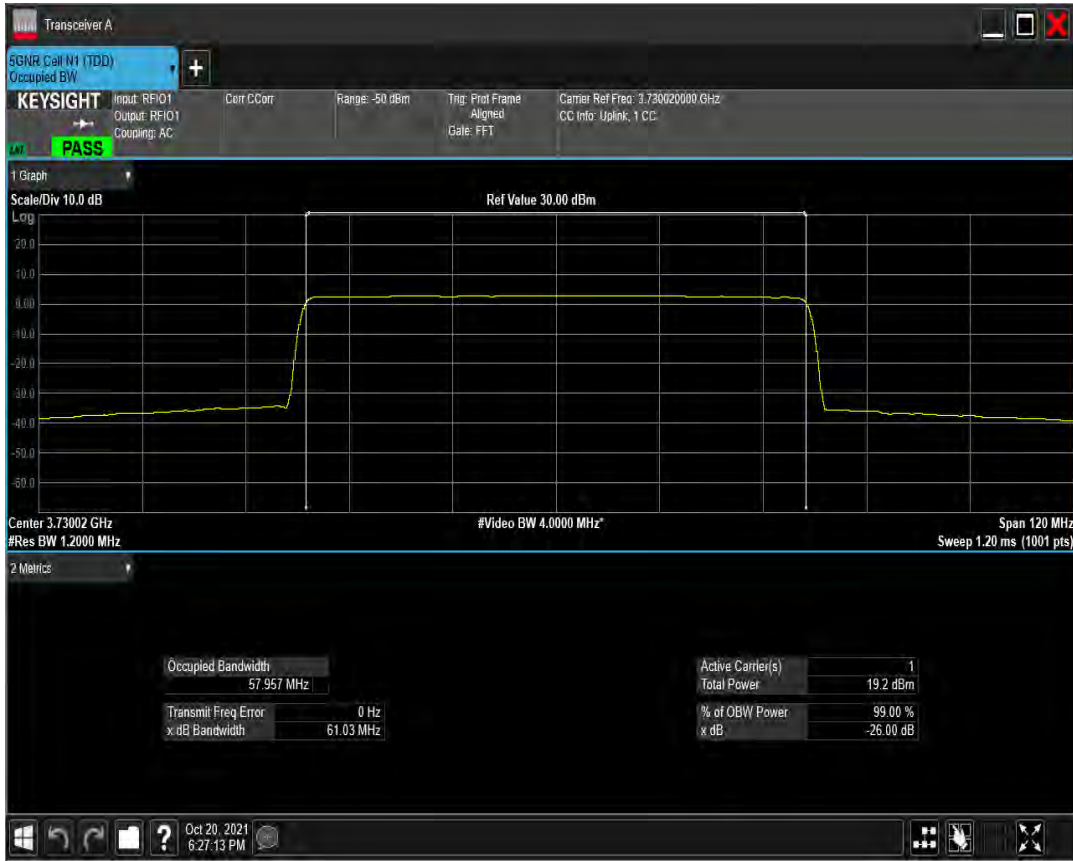 Transceiver A
5GNR Cell N1 (TDD)
Occupied BW
+
KEYSIGHT
Input: RFIO1
Output: RFIO1
Coupling: AC
Corr CCorr
Range: -50 dBm
Trig: Prot Frame
Aligned
Gate: FFT
Carrier Ref Freq: 3.730020000 GHz
CC Info: Uplink, 1 CC
PASS
1 Graph
Scale/Div 10.0 dB
Ref Value 30.00 dBm
Log
20.0
10.0
0.00
-10.0
-20.0
-30.0
-40.0
-50.0
-60.0
Center 3.73002 GHz
#Video BW 4.0000 MHz*
Span 120 MHz
#Res BW 1.2000 MHz
Sweep 1.20 ms (1001 pts)
2 Metrics
Occupied Bandwidth
57.957 MHz
Active Carrier(s) 1
Total Power 19.2 dBm
Transmit Freq Error 0 Hz
x dB Bandwidth 61.03 MHz
% of OBW Power 99.00 %
x dB -26.00 dB
?
Oct 20, 2021
6:27:13 PM